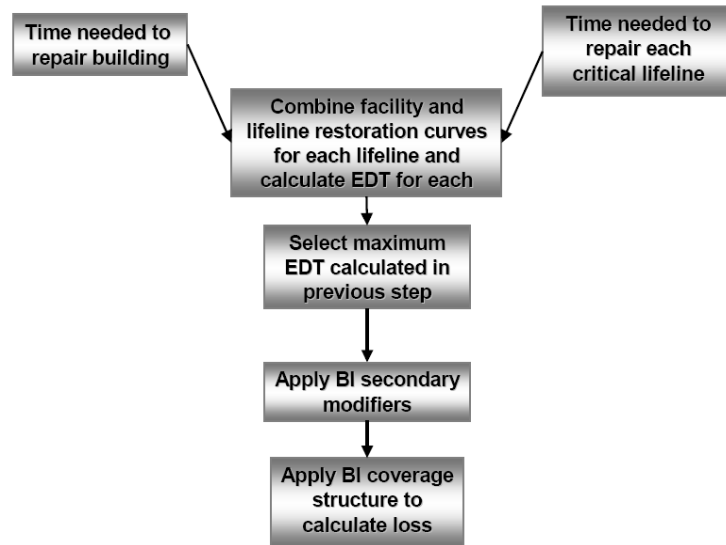 Time needed to
repair building
Time needed to
repair each
critical lifeline
Combine facility and
lifeline restoration curves
for each lifeline and
calculate EDT for each
Select maximum
EDT calculated in
previous step
Apply BI secondary
modifiers
Apply BI coverage
structure to
calculate loss